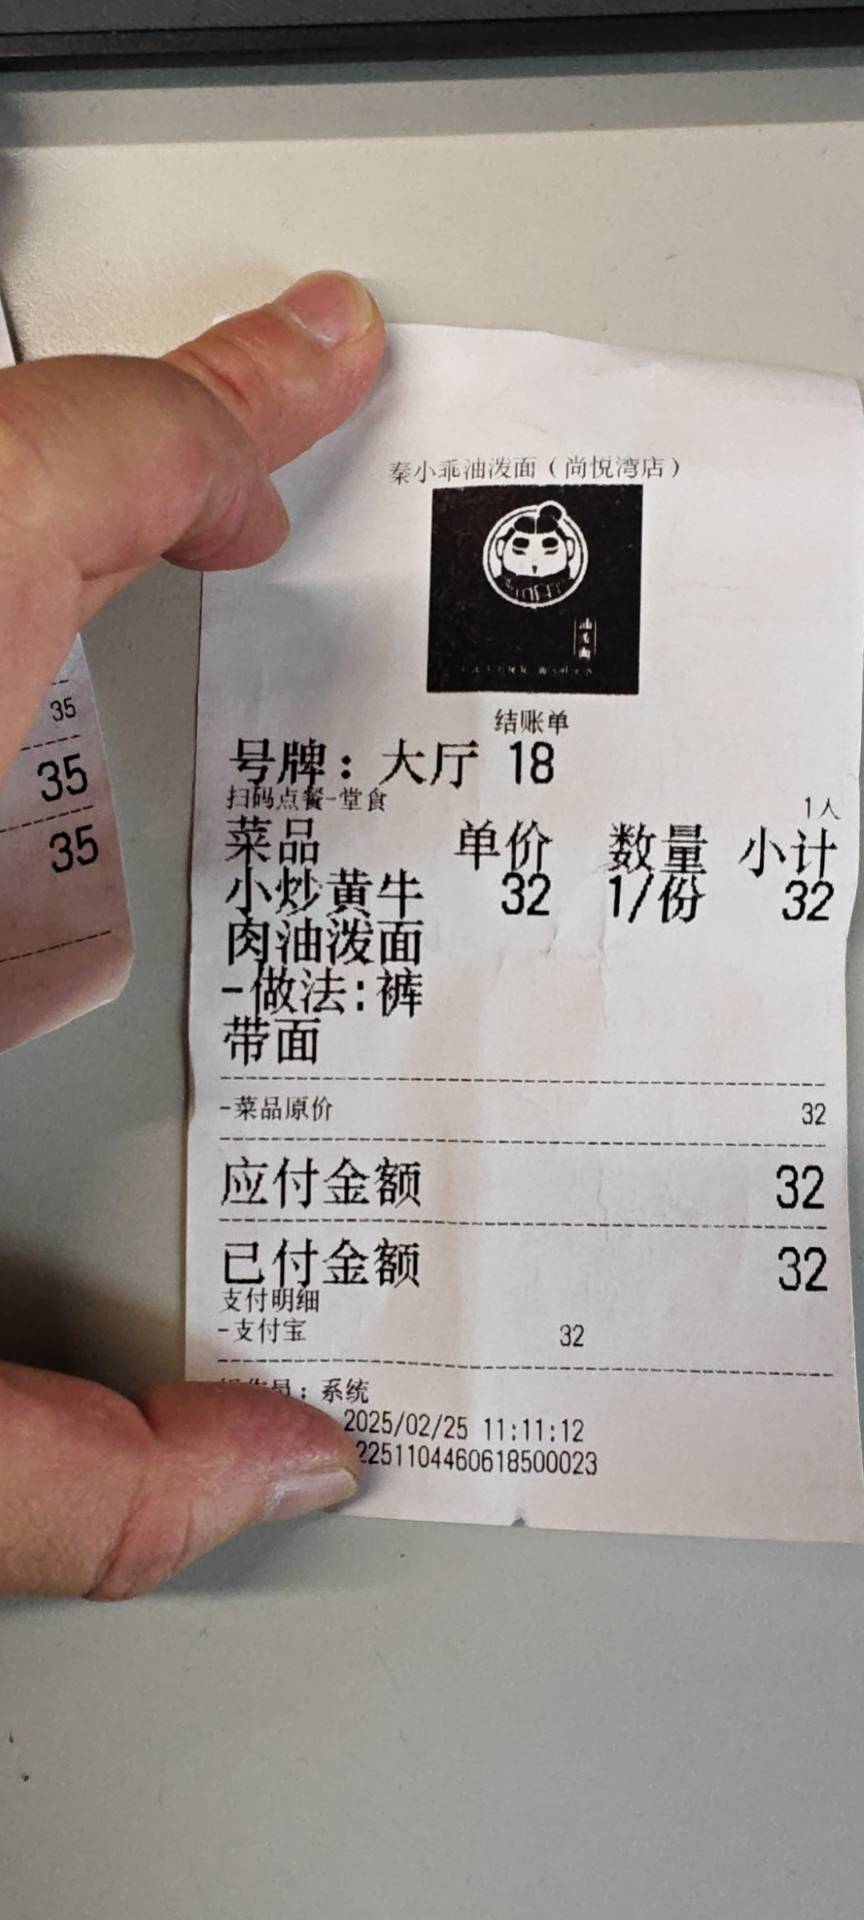 秦小乖油泼面（尚悦湾店）
油泼面
结账单
号牌：大厅 18
扫码点餐-堂食 1人
菜品 单价 数量 小计
小炒黄牛 32 1/份 32
肉油泼面
-做法:裤
带面
-菜品原价 32
应付金额 32
已付金额 32
支付明细
-支付宝 32
员：系统
2025/02/25 11:11:12
2251104460618500023
35
35
35